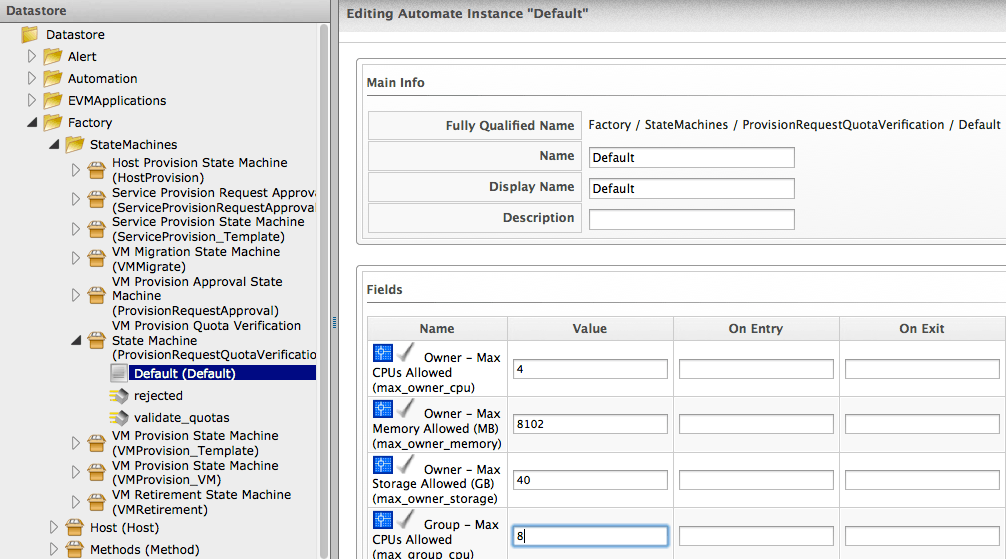 Datastore
Datastore
Alert
Automation
EVMApplications
Factory
StateMachines
Host Provision State Machine
(HostProvision)
Service Provision Request Approva
(ServiceProvisionRequestApproval
Service Provision State Machine
(ServiceProvision_Template)
VM Migration State Machine
(VMMigrate)
VM Provision Approval State
Machine
(ProvisionRequestApproval)
VM Provision Quota Verification
State Machine
(ProvisionRequestQuotaVerificatio
Default (Default)
rejected
validate_quotas
VM Provision State Machine
(VMProvision_Template)
VM Provision State Machine
(VMProvision_VM)
VM Retirement State Machine
(VMRetirement)
Host (Host)
Methods (Method)
Editing Automate Instance "Default"
Main Info
Fully Qualified Name Factory / StateMachines / ProvisionRequestQuotaVerification / Default
Name Default
Display Name Default
Description
Fields
Name Value On Entry On Exit
Owner - Max
CPUs Allowed
(max_owner_cpu)
4
Owner - Max
Memory Allowed (MB)
(max_owner_memory)
8102
Owner - Max
Storage Allowed (GB)
(max_owner_storage)
40
Group - Max
CPUs Allowed
(max_group_cpu)
8